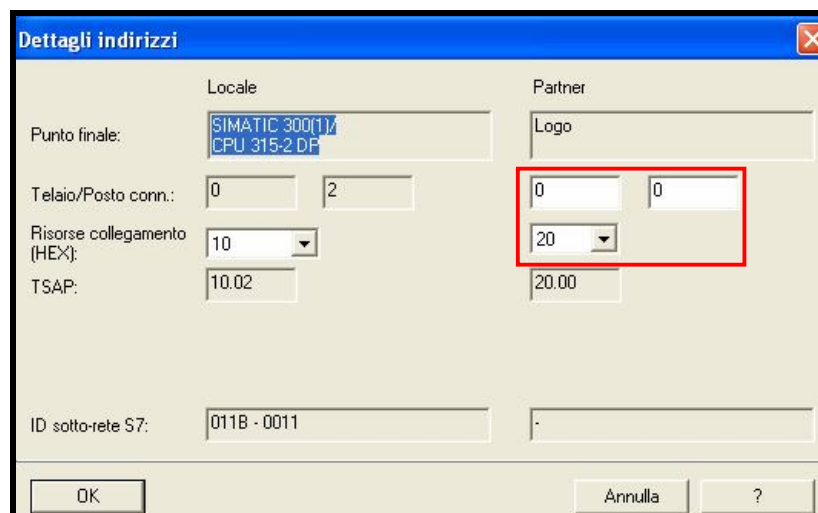 Dettagli indirizzi
Locale Partner
Punto finale: SIMATIC 300(1)/ Logo
CPU 315-2 DP
Telaio/Posto conn.: 0 2 0 0
Risorse collegamento
(HEX): 10 20
TSAP: 10.02 20.00
ID sotto-rete S7: 011B - 0011 -
OK Annulla ?